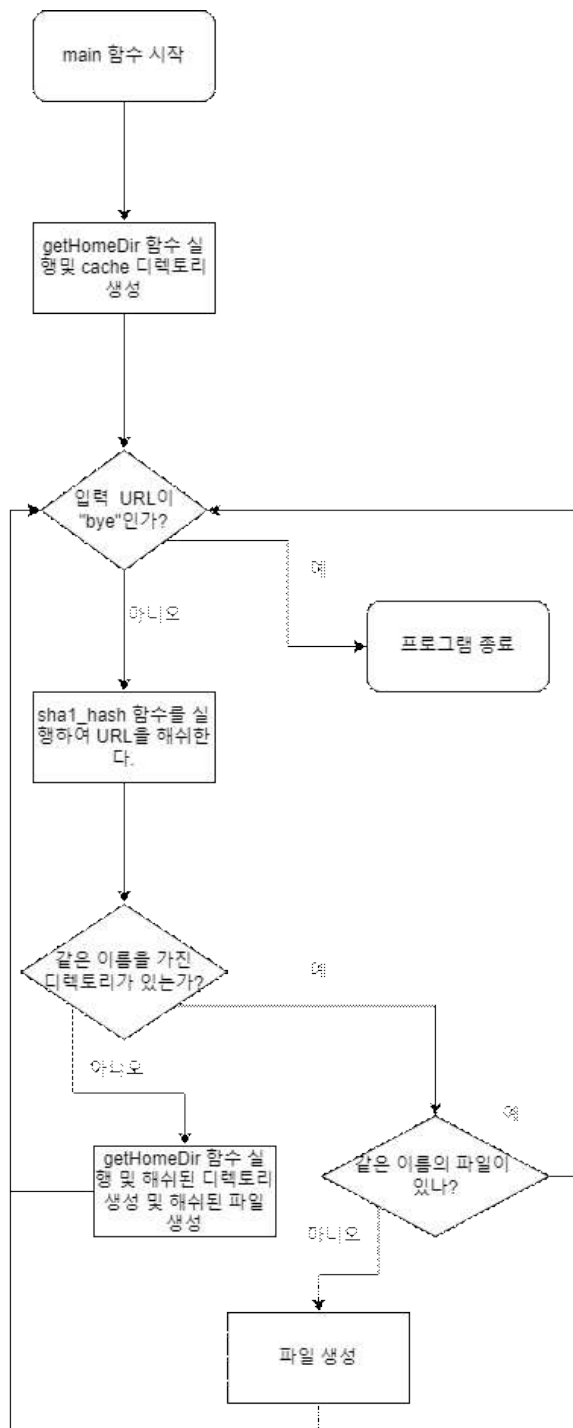 main 함수 시작
getHomeDir 함수 실
행및 cache 디렉토리
생성
입력 URL이
"bye"인가?
예
아니오
프로그램 종료
sha1_hash 함수를 실
행하여 URL을 해쉬한
다.
같은 이름을 가진
디렉토리가 있는가?
예
아니오
예
getHomeDir 함수 실
행 및 해쉬된 디렉토리
생성 및 해쉬된 파일
생성
같은 이름의 파일이
있나?
아니오
파일 생성